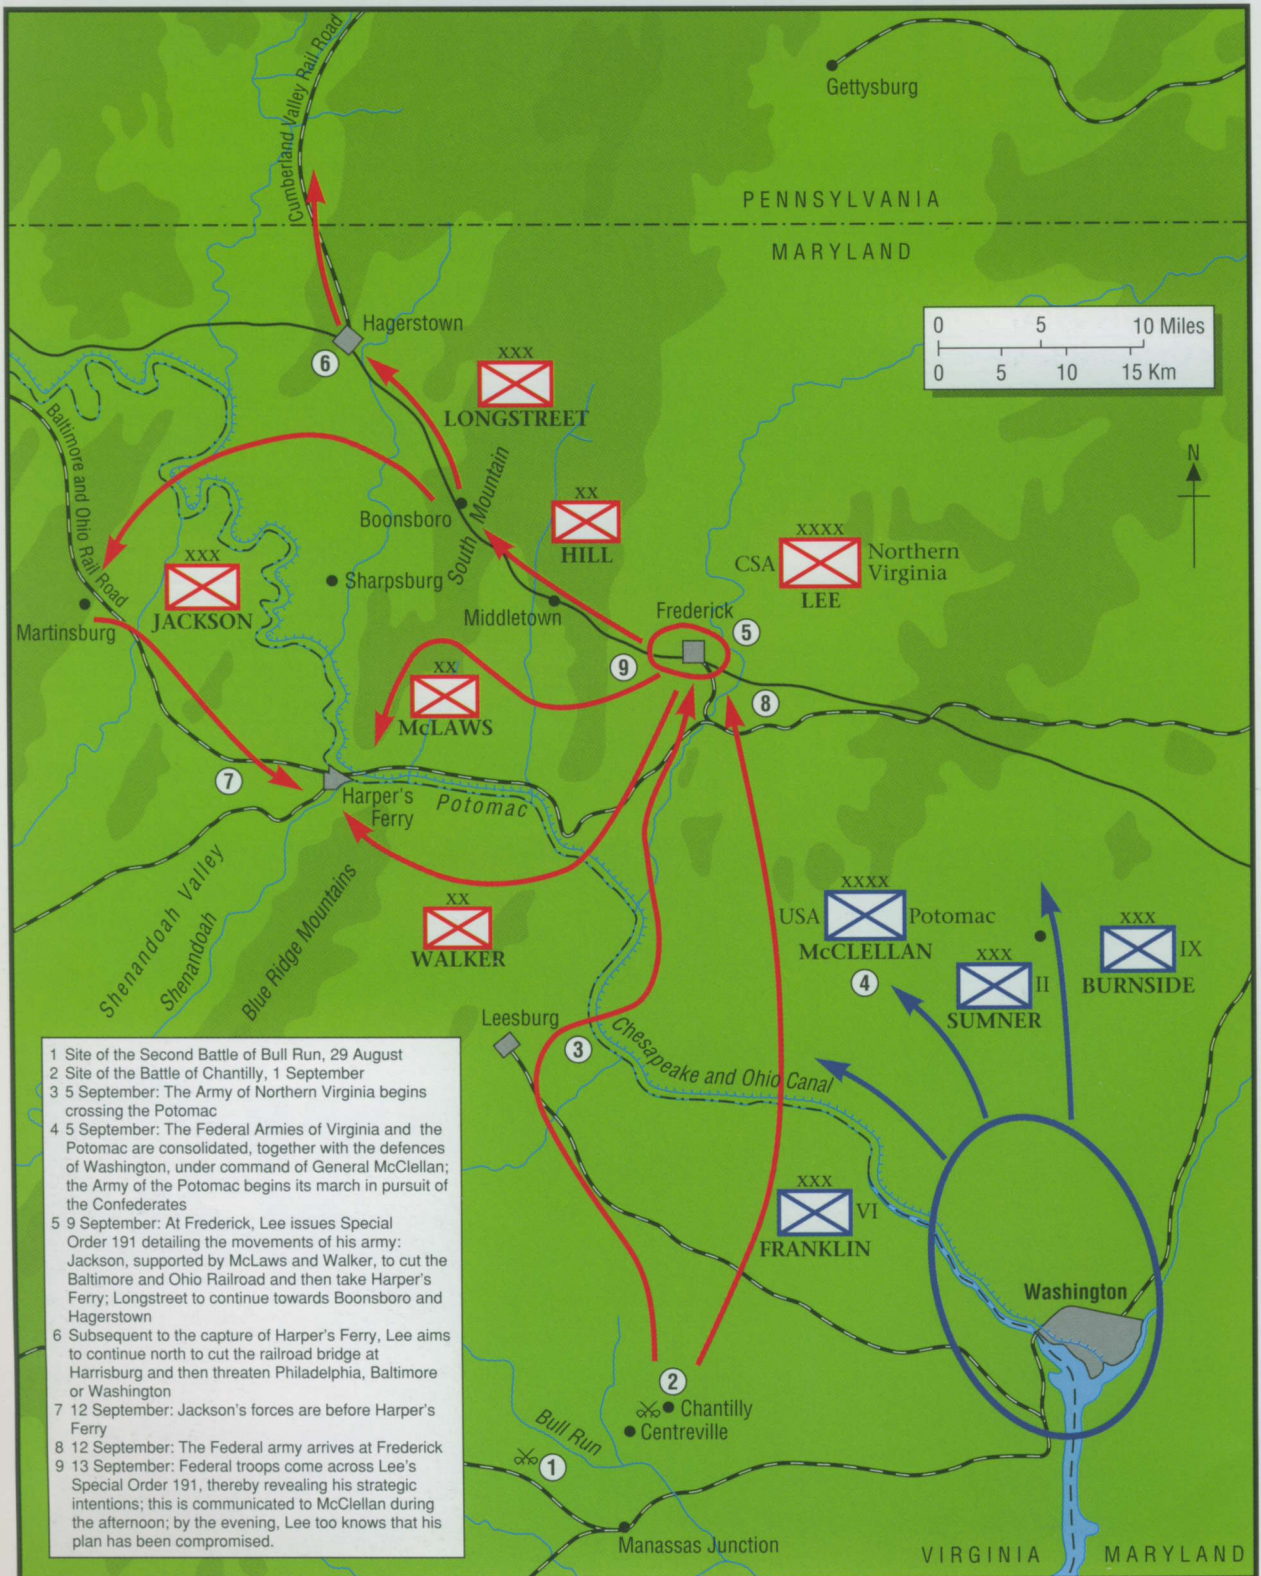 Cumberland Valley Rail Road
Gettysburg
PENNSYLVANIA
MARYLAND
0 5 10 Miles
0 5 10 15 Km
N
Hagerstown
6
XXX
LONGSTREET
Baltimore and Ohio Rail Road
Boonsboro
South Mountain
XX
HILL
XXXX
CSA
Northern
Virginia
LEE
XXX
JACKSON
Sharpsburg
Martinsburg
Middletown
Frederick
5
9
8
XX
McLAWS
7
Harper's
Ferry
Potomac
Shenandoah Valley
Shenandoah
Blue Ridge Mountains
XX
WALKER
XXXX
USA
Potomac
McCLELLAN
4
XXX
II
SUMNER
XXX
IX
BURNSIDE
Leesburg
3
Chesapeake and Ohio Canal
XXX
VI
FRANKLIN
Washington
2
Chantilly
Centreville
Bull Run
1
Manassas Junction
VIRGINIA
MARYLAND
1 Site of the Second Battle of Bull Run, 29 August
2 Site of the Battle of Chantilly, 1 September
3 5 September: The Army of Northern Virginia begins
crossing the Potomac
4 5 September: The Federal Armies of Virginia and the
Potomac are consolidated, together with the defences
of Washington, under command of General McClellan;
the Army of the Potomac begins its march in pursuit of
the Confederates
5 9 September: At Frederick, Lee issues Special
Order 191 detailing the movements of his army:
Jackson, supported by McLaws and Walker, to cut the
Baltimore and Ohio Railroad and then take Harper's
Ferry; Longstreet to continue towards Boonsboro and
Hagerstown
6 Subsequent to the capture of Harper's Ferry, Lee aims
to continue north to cut the railroad bridge at
Harrisburg and then threaten Philadelphia, Baltimore
or Washington
7 12 September: Jackson's forces are before Harper's
Ferry
8 12 September: The Federal army arrives at Frederick
9 13 September: Federal troops come across Lee's
Special Order 191, thereby revealing his strategic
intentions; this is communicated to McClellan during
the afternoon; by the evening, Lee too knows that his
plan has been compromised.